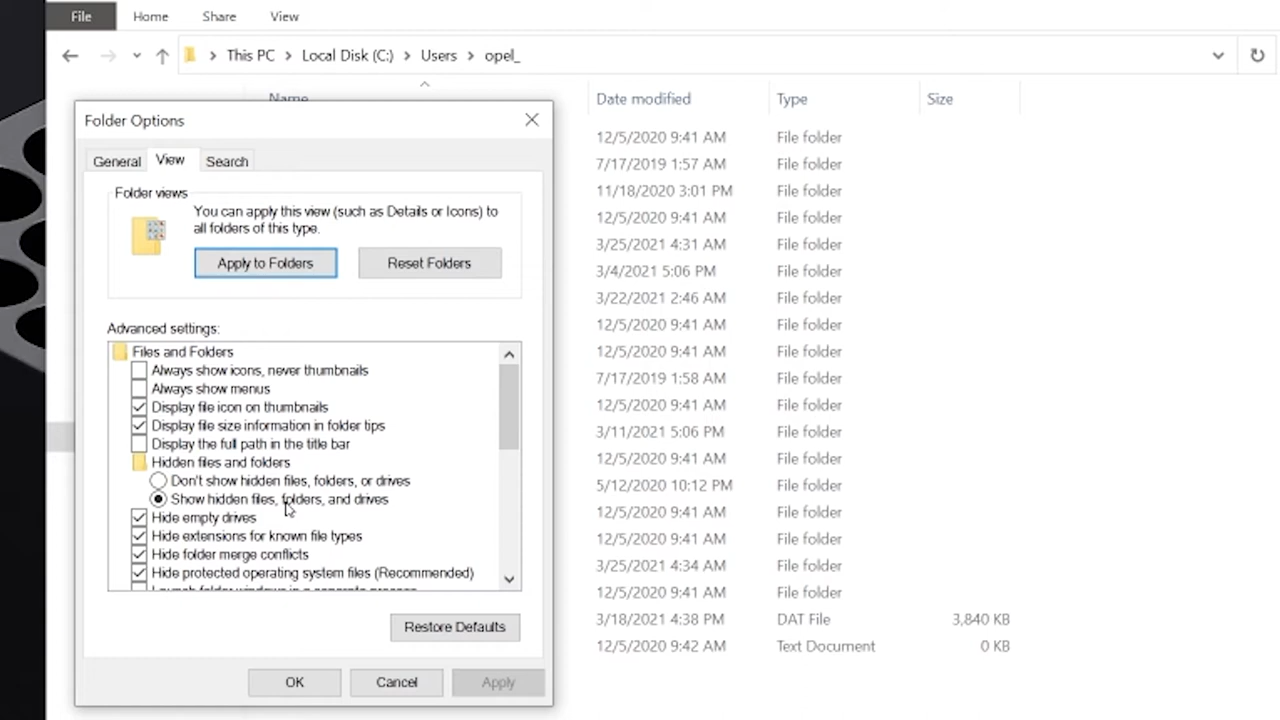 File Home Share View
This PC Local Disk (C:) Users opel_
Name Date modified Type Size
Folder Options
General View Search
Folder views
You can apply this view (such as Details or Icons) to
all folders of this type.
Apply to Folders Reset Folders
Advanced settings:
Files and Folders
Always show icons, never thumbnails
Always show menus
Display file icon on thumbnails
Display file size information in folder tips
Display the full path in the title bar
Hidden files and folders
Don't show hidden files, folders, or drives
Show hidden files, folders, and drives
Hide empty drives
Hide extensions for known file types
Hide folder merge conflicts
Hide protected operating system files (Recommended)
Launch folder windows in a separate process
Restore Defaults
OK Cancel Apply
12/5/2020 9:41 AM File folder
7/17/2019 1:57 AM File folder
11/18/2020 3:01 PM File folder
12/5/2020 9:41 AM File folder
3/25/2021 4:31 AM File folder
3/4/2021 5:06 PM File folder
3/22/2021 2:46 AM File folder
12/5/2020 9:41 AM File folder
12/5/2020 9:41 AM File folder
7/17/2019 1:58 AM File folder
12/5/2020 9:41 AM File folder
3/11/2021 5:06 PM File folder
12/5/2020 9:41 AM File folder
5/12/2020 10:12 PM File folder
12/5/2020 9:41 AM File folder
12/5/2020 9:41 AM File folder
3/25/2021 4:34 AM File folder
12/5/2020 9:41 AM File folder
3/18/2021 4:38 PM DAT File 3,840 KB
12/5/2020 9:42 AM Text Document 0 KB